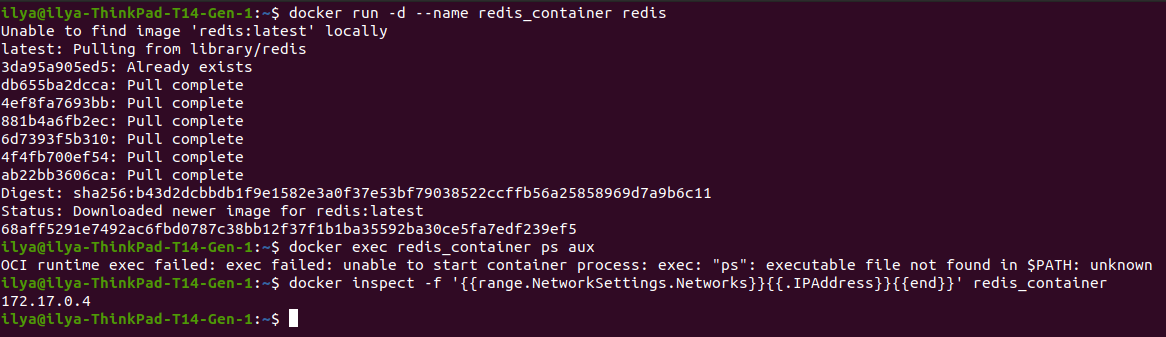 ilya@ilya-ThinkPad-T14-Gen-1:~$ docker run -d --name redis_container redis
Unable to find image 'redis:latest' locally
latest: Pulling from library/redis
3da95a905ed5: Already exists
db655ba2dcca: Pull complete
4ef8fa7693bb: Pull complete
881b4a6fb2ec: Pull complete
6d7393f5b310: Pull complete
4f4fb700ef54: Pull complete
ab22bb3606ca: Pull complete
Digest: sha256:b43d2dcbbdb1f9e1582e3a0f37e53bf79038522ccffb56a25858969d7a9b6c11
Status: Downloaded newer image for redis:latest
68aff5291e7492ac6fbd0787c38bb12f37f1b1ba35592ba30ce5fa7edf239ef5
ilya@ilya-ThinkPad-T14-Gen-1:~$ docker exec redis_container ps aux
OCI runtime exec failed: exec failed: unable to start container process: exec: "ps": executable file not found in $PATH: unknown
ilya@ilya-ThinkPad-T14-Gen-1:~$ docker inspect -f '{{range.NetworkSettings.Networks}}{{.IPAddress}}{{end}}' redis_container
172.17.0.4
ilya@ilya-ThinkPad-T14-Gen-1:~$